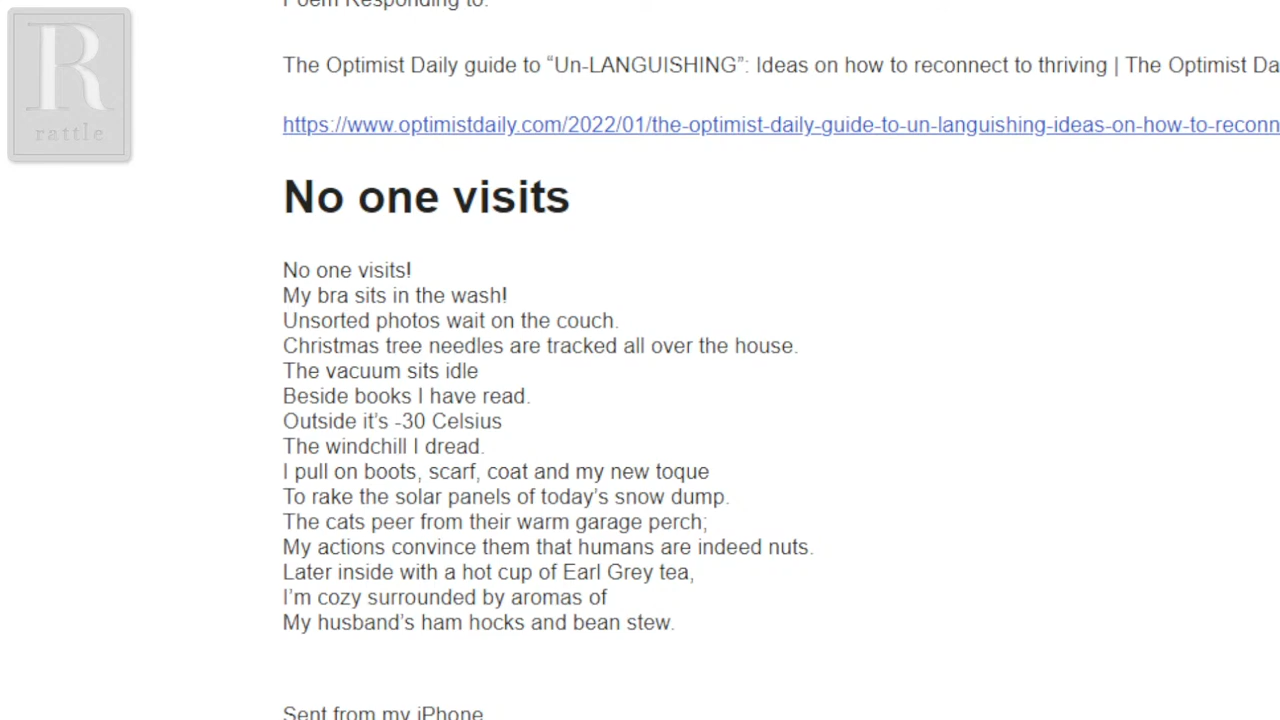 Poem Responding to:
R
rattle
The Optimist Daily guide to “Un-LANGUISHING”: Ideas on how to reconnect to thriving | The Optimist Da
https://www.optimistdaily.com/2022/01/the-optimist-daily-guide-to-un-languishing-ideas-on-how-to-reconn
No one visits
No one visits!
My bra sits in the wash!
Unsorted photos wait on the couch.
Christmas tree needles are tracked all over the house.
The vacuum sits idle
Beside books I have read.
Outside it’s -30 Celsius
The windchill I dread.
I pull on boots, scarf, coat and my new toque
To rake the solar panels of today’s snow dump.
The cats peer from their warm garage perch;
My actions convince them that humans are indeed nuts.
Later inside with a hot cup of Earl Grey tea,
I’m cozy surrounded by aromas of
My husband’s ham hocks and bean stew.
Sent from my iPhone